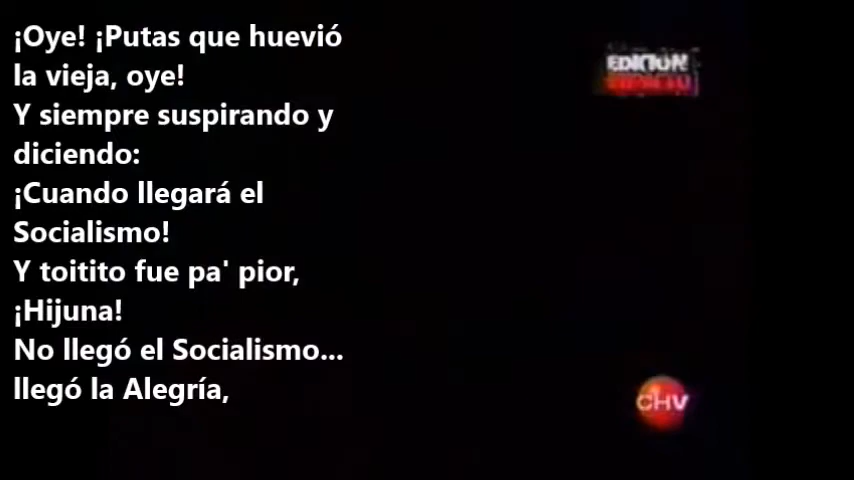 ¡Oye! ¡Putas que huevió
la vieja, oye!
Y siempre suspirando y
diciendo:
¡Cuando llegará el
Socialismo!
Y toitito fue pa' pior,
¡Hijuna!
No llegó el Socialismo...
llegó la Alegría,
EDICION
CHV